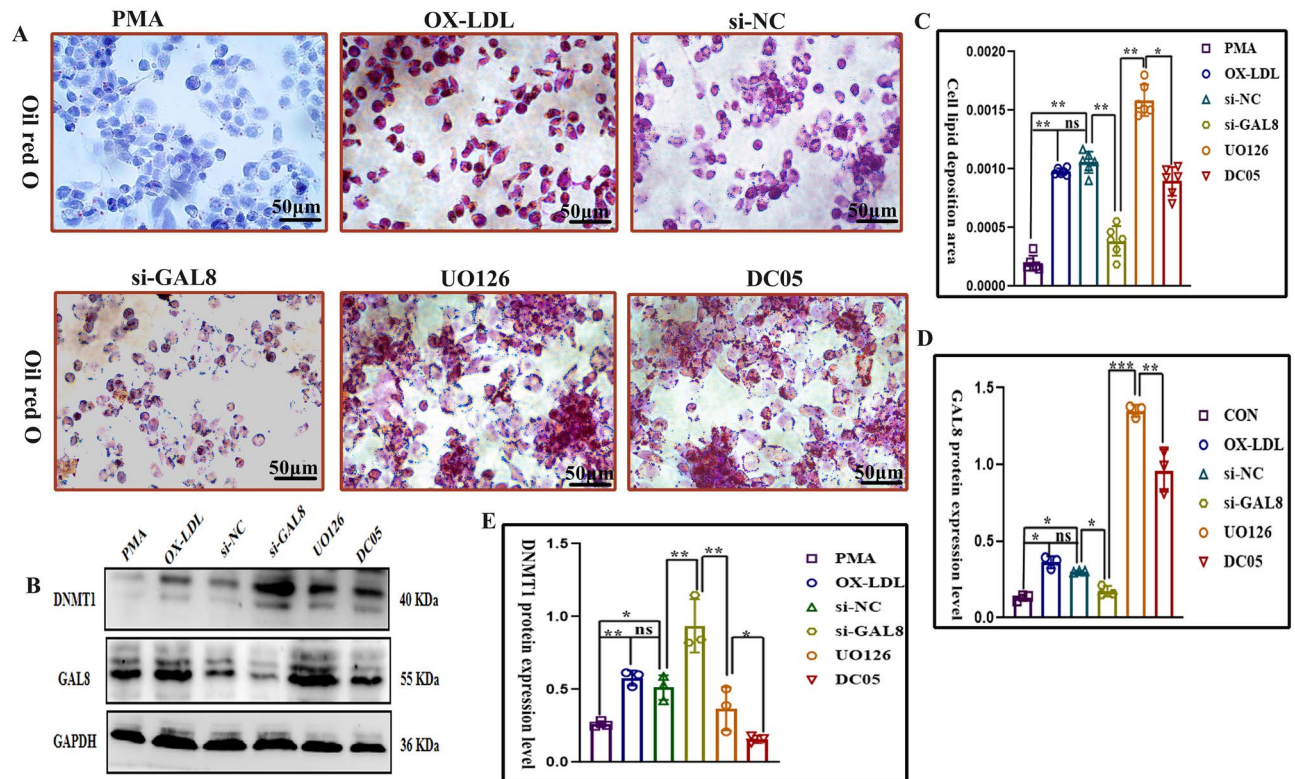 A
PMA
OX-LDL
si-NC
Oil red O
50μm
50μm
50μm
si-GAL8
UO126
DC05
Oil red O
50μm
50μm
50μm
B
PMA
OX-LDL
si-NC
si-GAL8
UO126
DC05
DNMT1
40 KDa
GAL8
55 KDa
GAPDH
36 KDa
C
Cell lipid deposition area
0.0020
0.0015
0.0010
0.0005
0.0000
** ns
**
**
**
*
PMA
OX-LDL
si-NC
si-GAL8
UO126
DC05
D
GAL8 protein expression level
1.5
1.0
0.5
0.0
* ns
*
*
***
**
CON
OX-LDL
si-NC
si-GAL8
UO126
DC05
E
DNMT1 protein expression level
1.5
1.0
0.5
0.0
** ns
*
**
**
*
PMA
OX-LDL
si-NC
si-GAL8
UO126
DC05